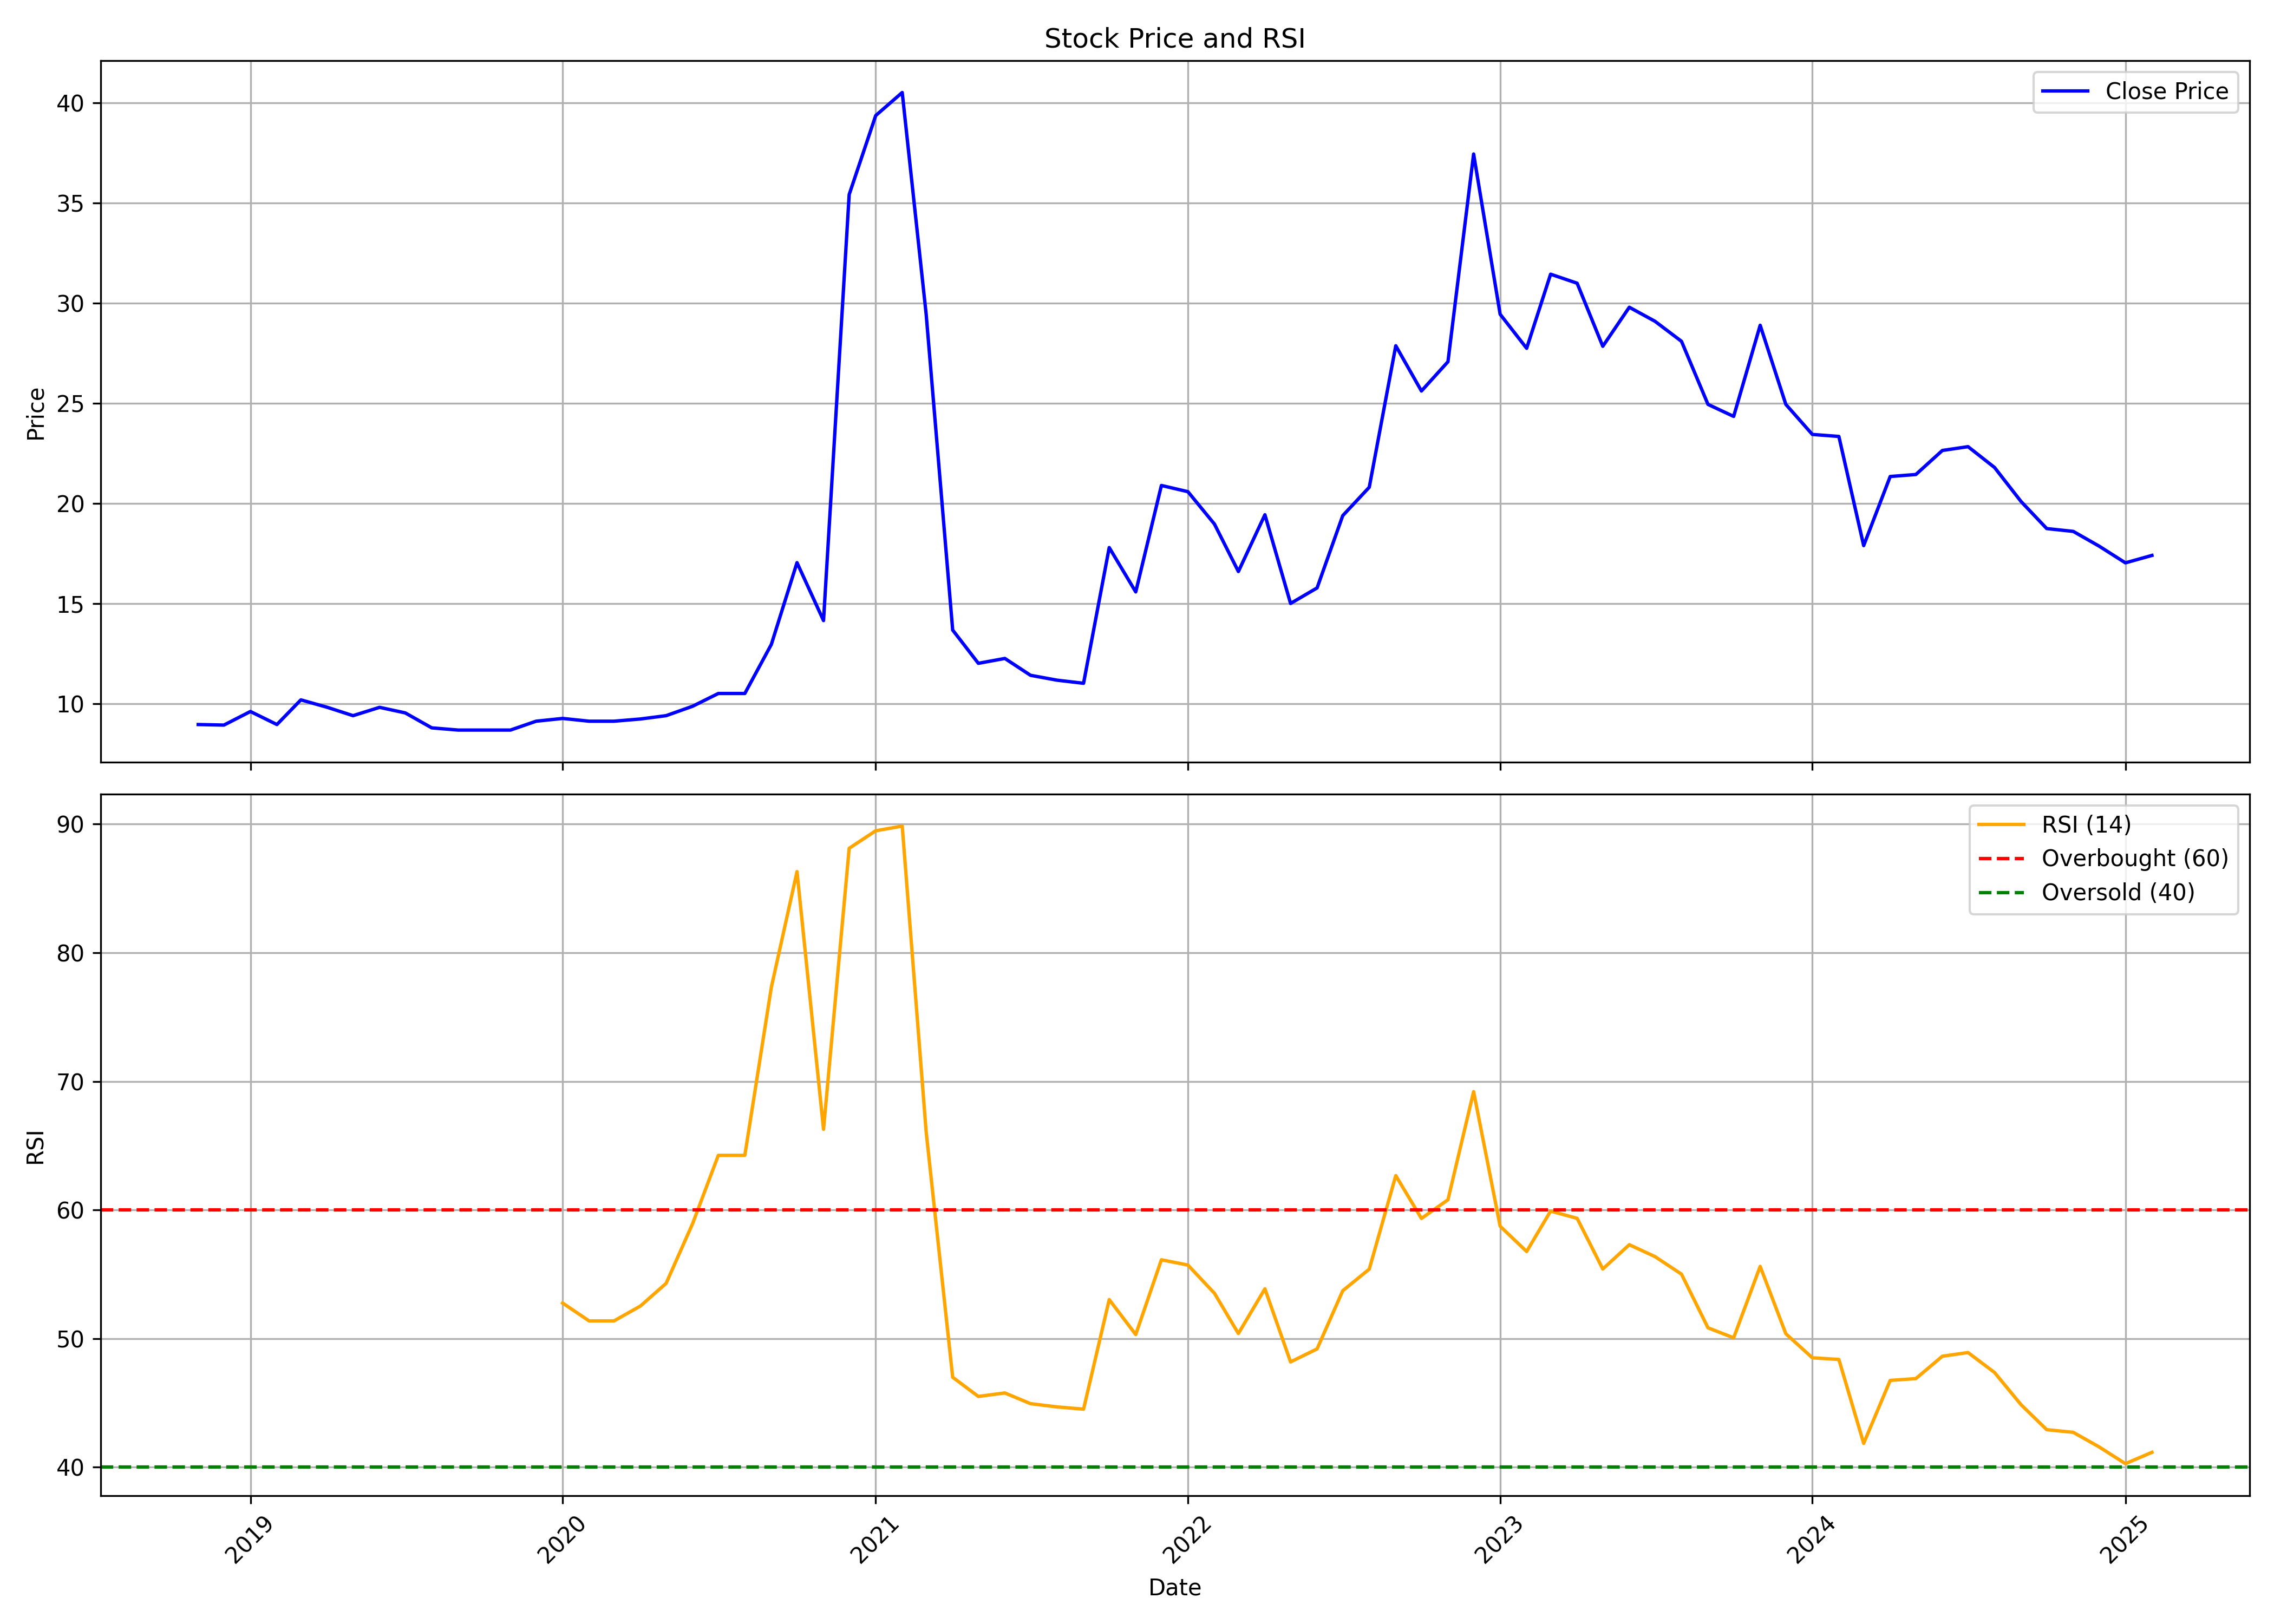 Stock Price and RSI
Close Price
40
35
30
25
20
15
10
Price
RSI (14)
Overbought (60)
Oversold (40)
90
80
70
60
50
40
RSI
2019
2020
2021
2022
2023
2024
2025
Date